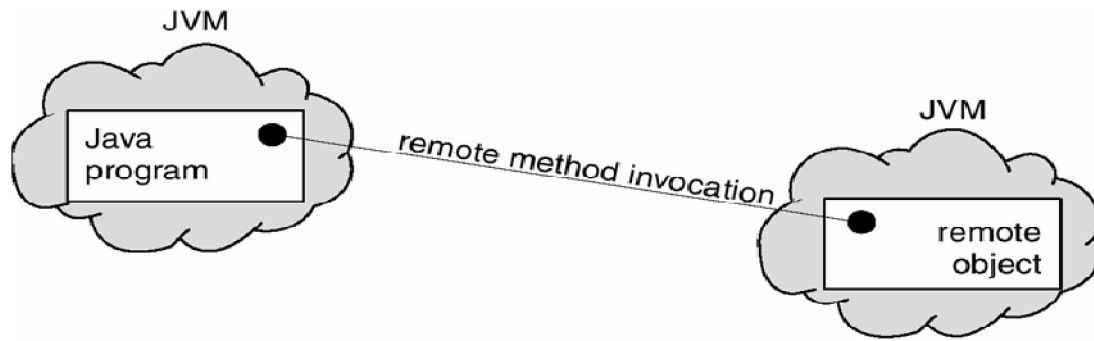 JVM
Java
program
remote method invocation
JVM
remote
object